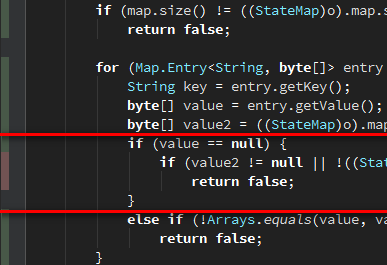 if (map.size() != ((StateMap)o).map.s
return false;
for (Map.Entry<String, byte[]> entry
String key = entry.getKey();
byte[] value = entry.getValue();
byte[] value2 = ((StateMap)o).map
if (value == null) {
if (value2 != null || !((Stat
return false;
}
else if (!Arrays.equals(value, va
return false;
}